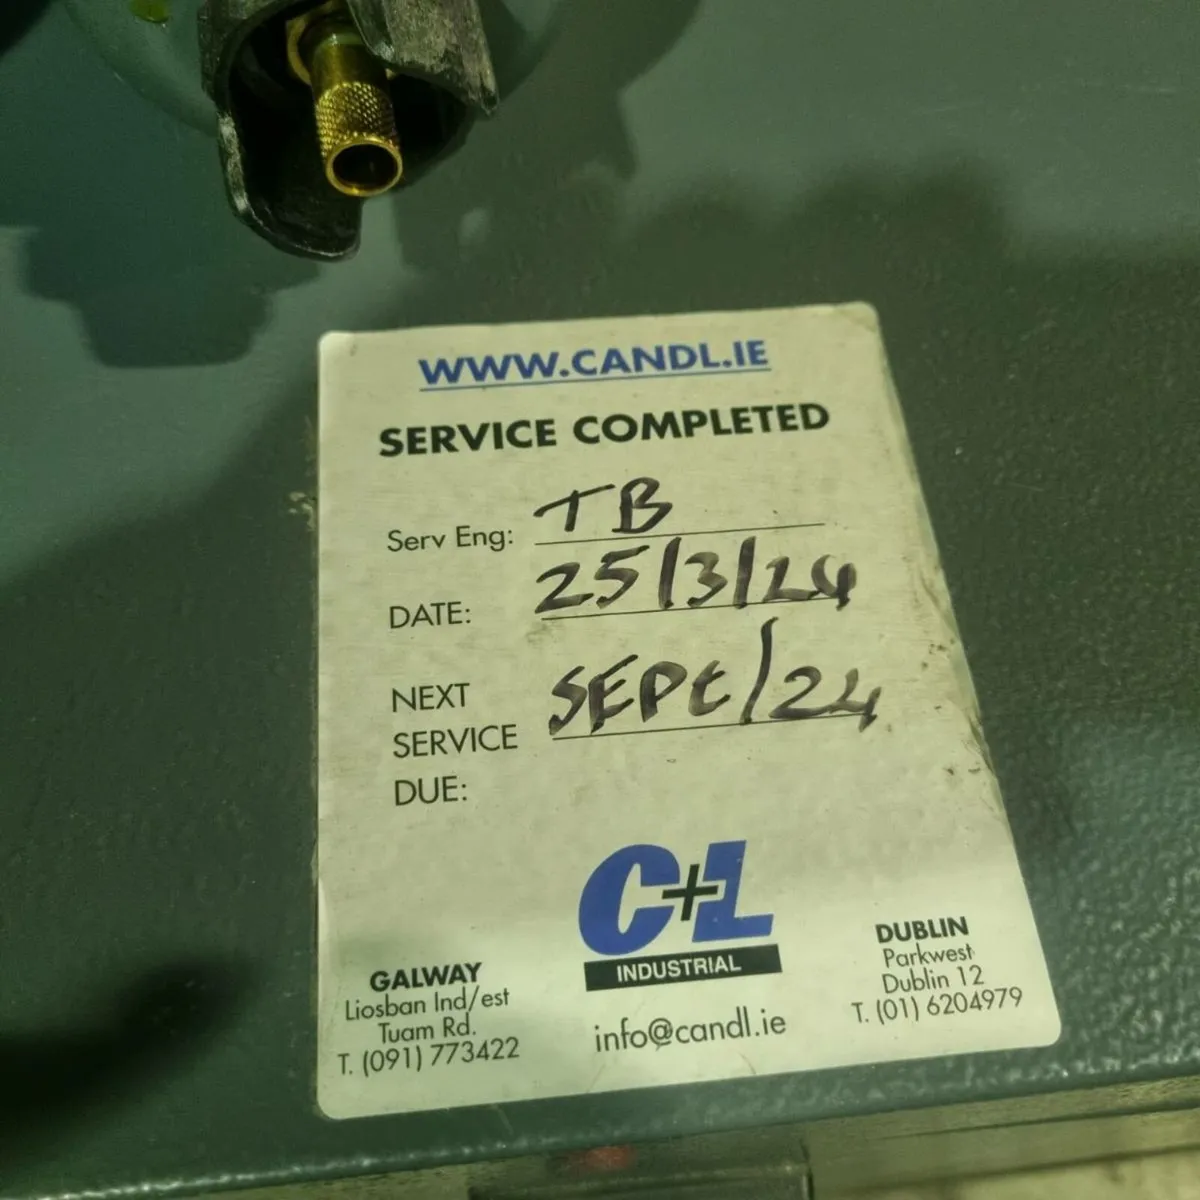 WWW.CANDL.IE
SERVICE COMPLETED
Serv Eng: TB
DATE: 25/3/24
NEXT SERVICE DUE: SEPt/24
C+L
INDUSTRIAL
GALWAY
Liosban Ind/est
Tuam Rd.
T. (091) 773422
info@candl.ie
DUBLIN
Parkwest
Dublin 12
T. (01) 6204979